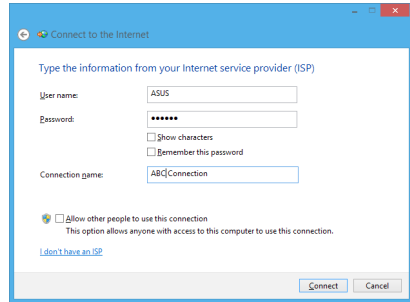 Connect to the Internet
Type the information from your Internet service provider (ISP)
User name: ASUS
Password: ••••••
Show characters
Remember this password
Connection name: ABC Connection
Allow other people to use this connection
This option allows anyone with access to this computer to use this connection.
I don't have an ISP
Connect Cancel